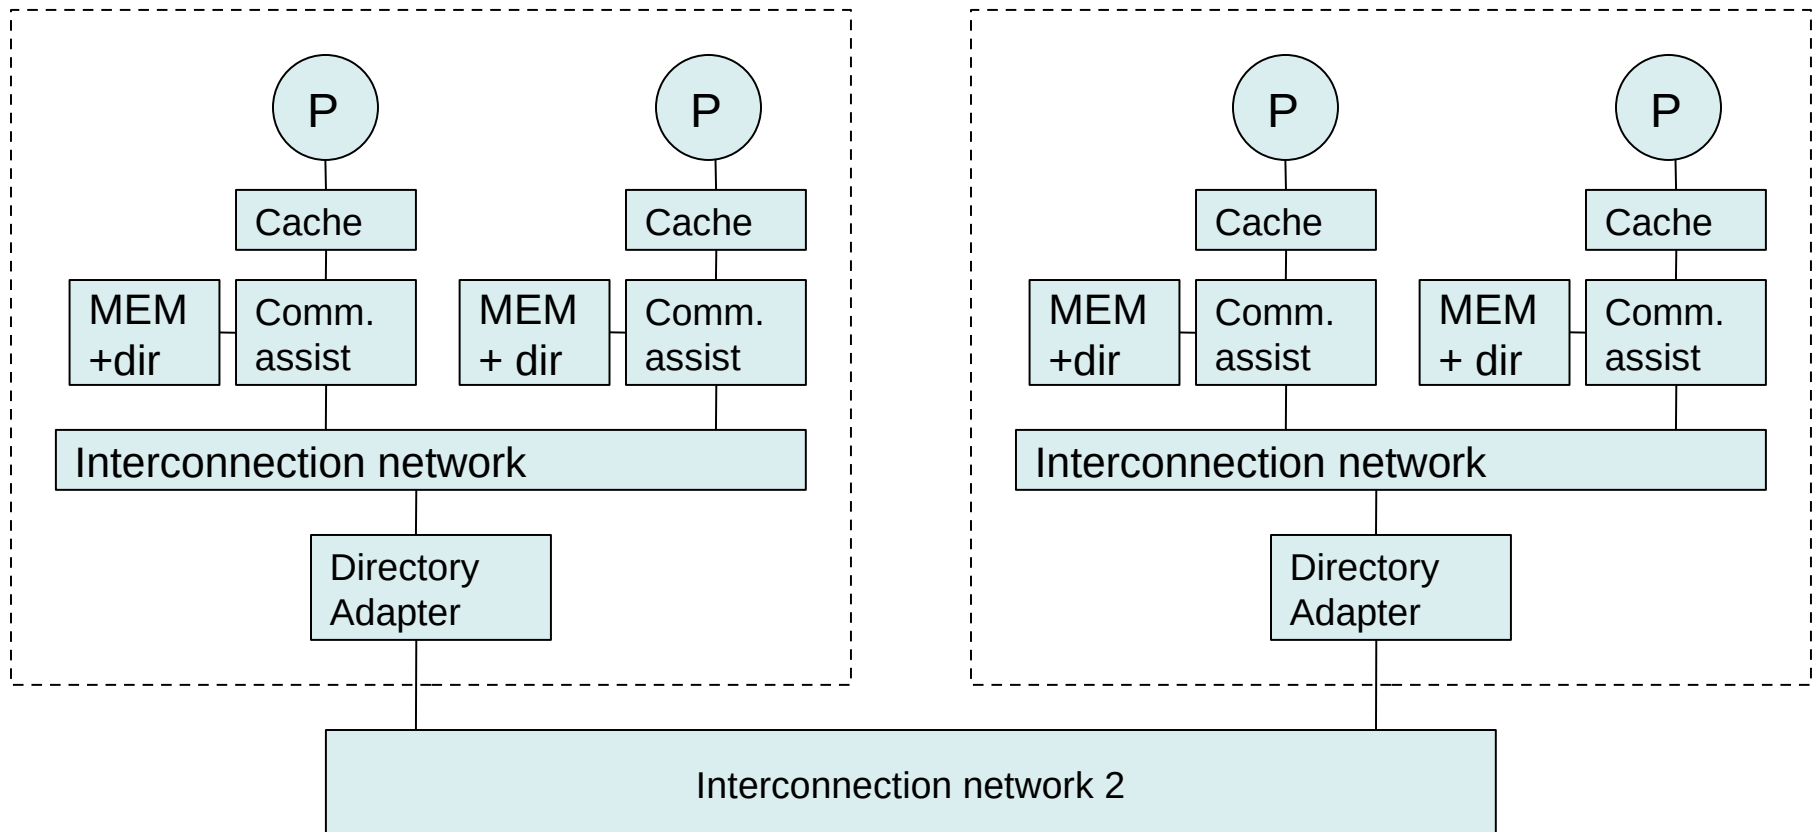 P
P
P
P
Cache
Cache
Cache
Cache
MEM
+dir
Comm.
assist
MEM
+ dir
Comm.
assist
MEM
+dir
Comm.
assist
MEM
+ dir
Comm.
assist
Interconnection network
Interconnection network
Directory
Adapter
Directory
Adapter
Interconnection network 2